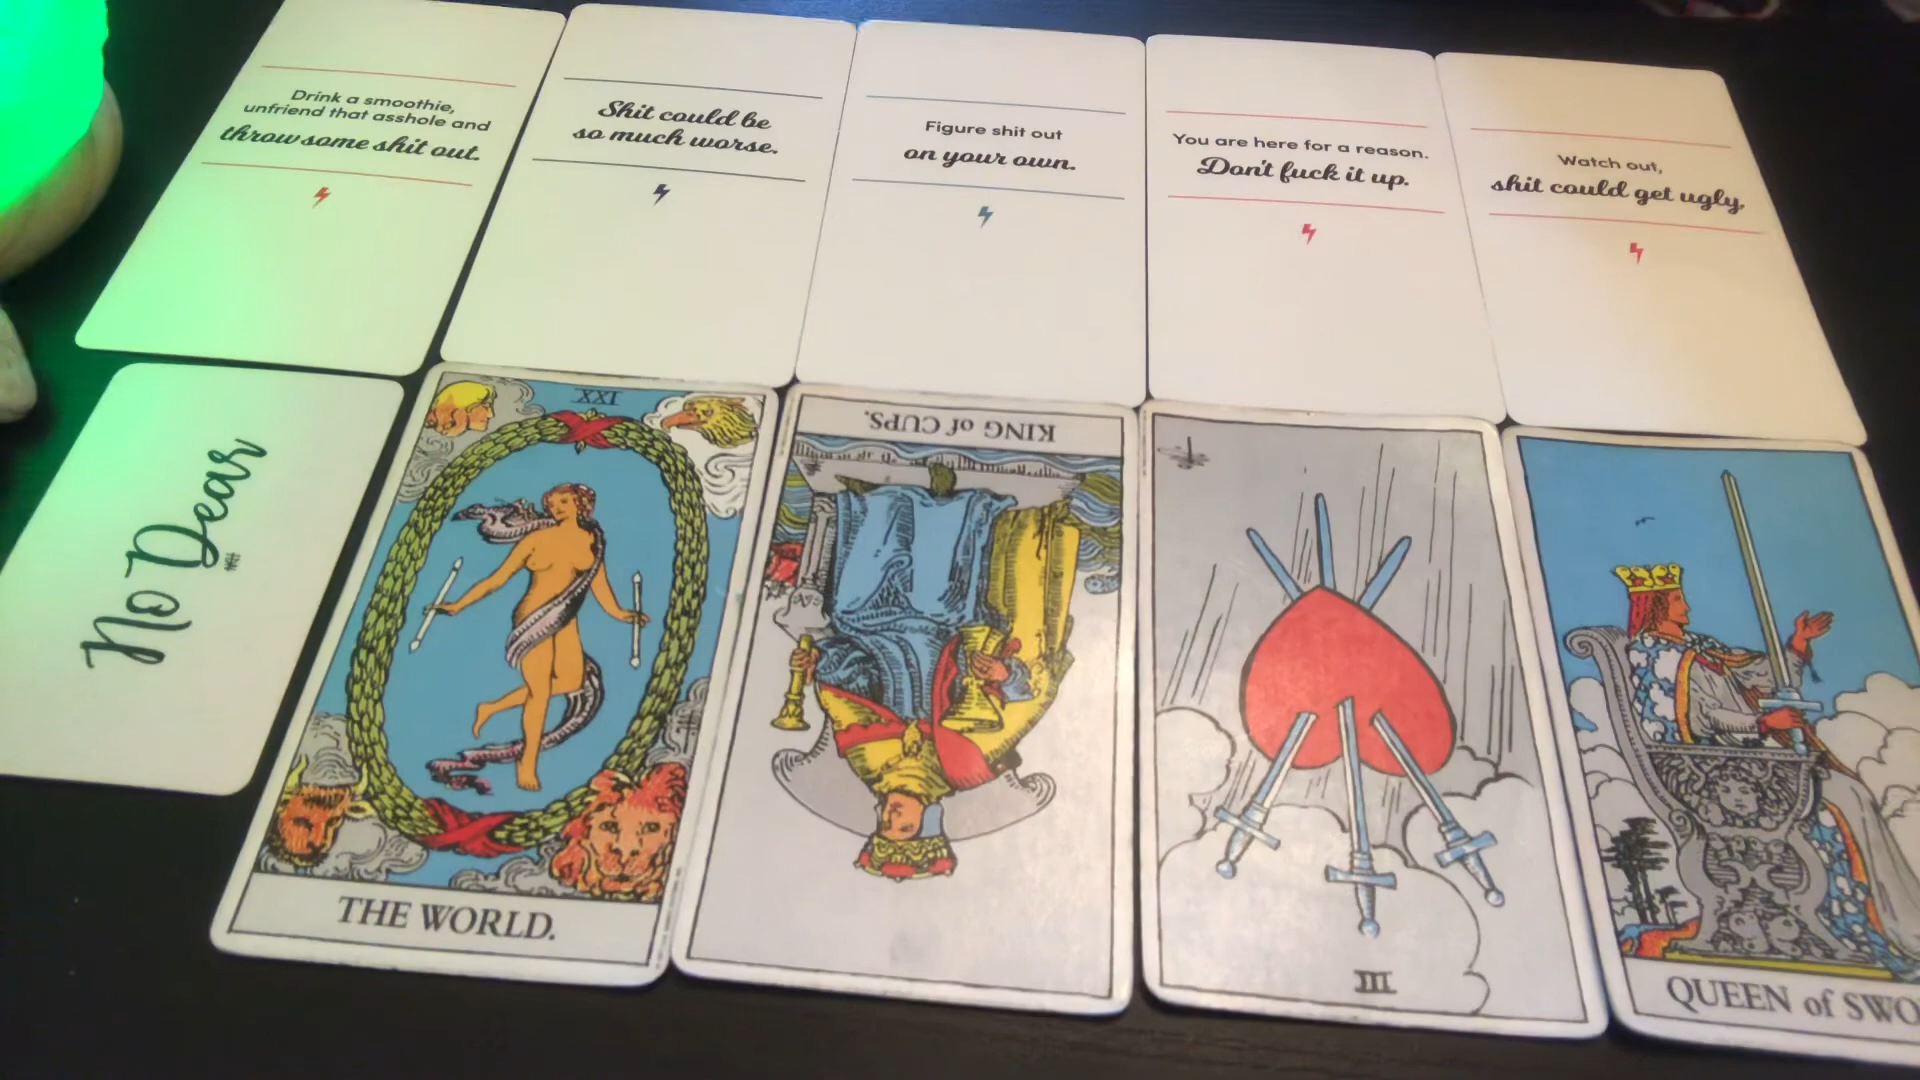 Drink a smoothie,
unfriend that asshole and
throw some shit out.
Shit could be
so much worse.
Figure shit out
on your own.
You are here for a reason.
Don't fuck it up.
Watch out,
shit could get ugly.
No Dear
XXI
THE WORLD.
KING of CUPS.
III
QUEEN of SWO